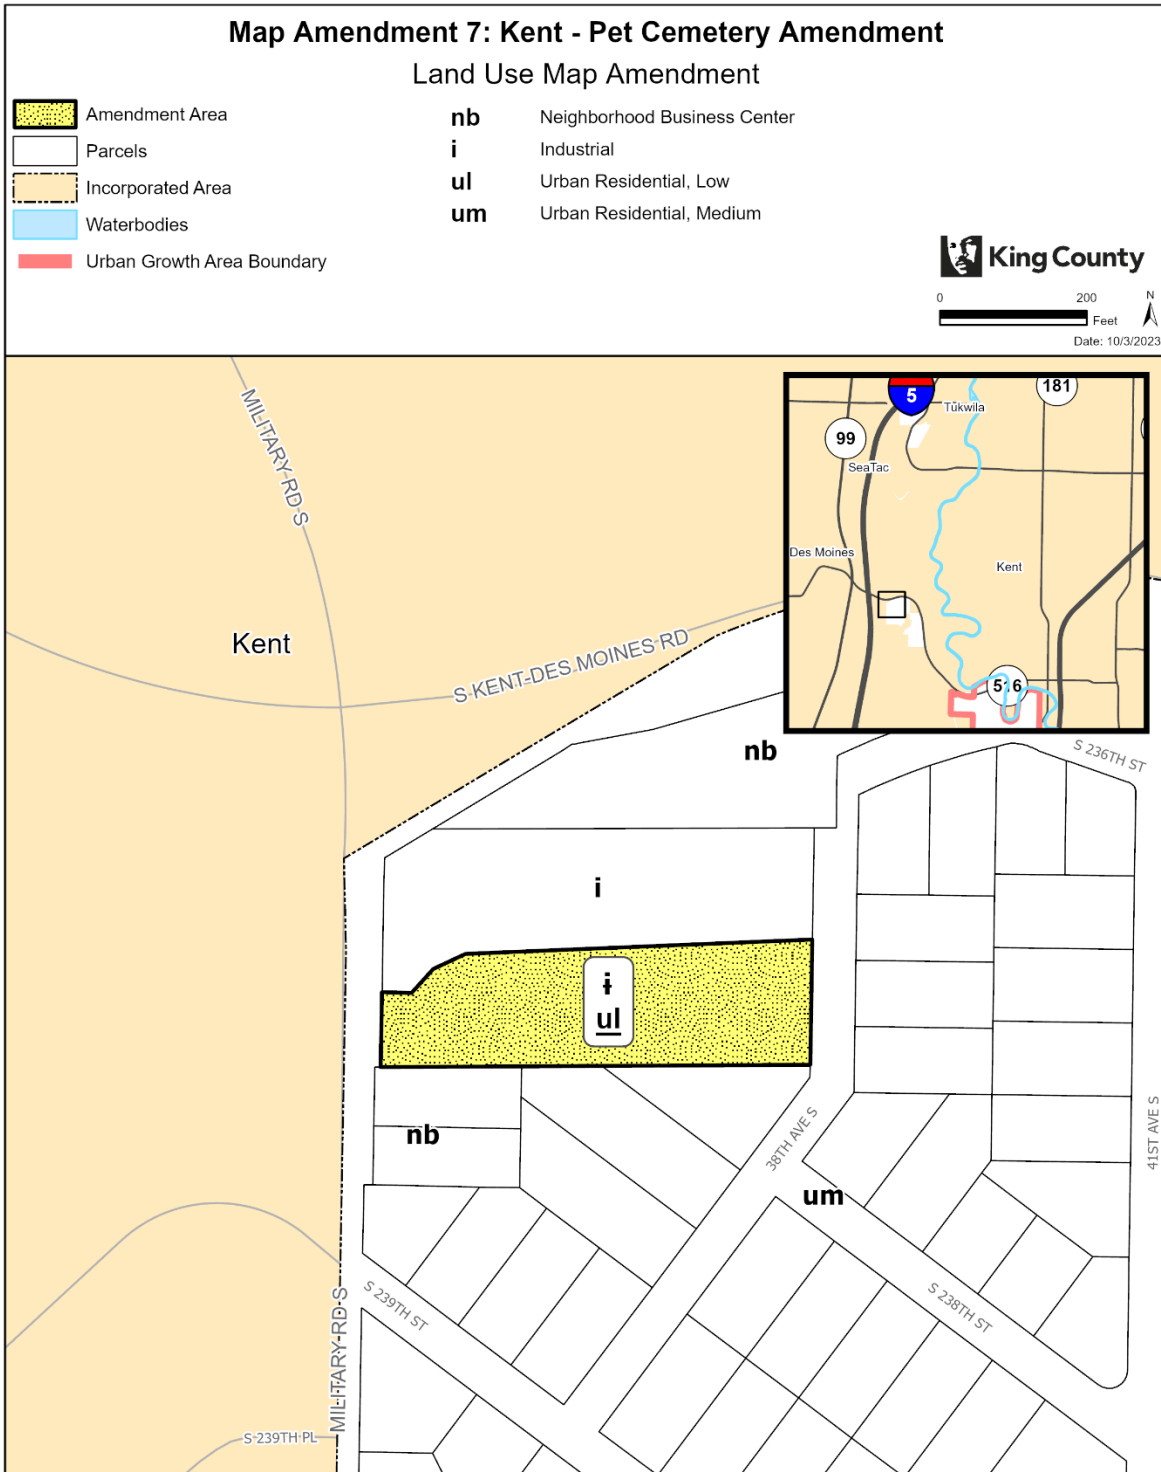 Map Amendment 7: Kent - Pet Cemetery Amendment
Land Use Map Amendment
Amendment Area
Parcels
Incorporated Area
Waterbodies
Urban Growth Area Boundary
nb Neighborhood Business Center
i Industrial
ul Urban Residential, Low
um Urban Residential, Medium
King County
0 200
Feet
N
Date: 10/3/2023
MILITARY RD S
Kent
S KENT-DES MOINES RD
5
181
Tukwila
99
SeaTac
Des Moines
Kent
516
nb
S 236TH ST
i
i
ul
nb
38TH AVE S
41ST AVE S
um
S 239TH ST
S 238TH ST
MILITARY RD S
S 239TH PL